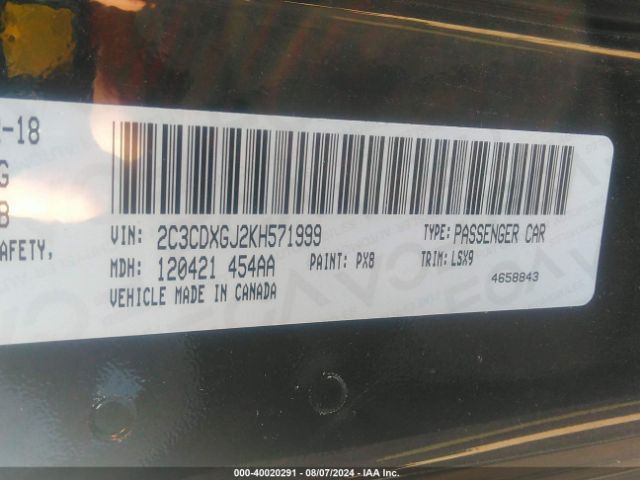 -18
G
B
AFETY,
VIN: 2C3CDXGJ2KH571999 TYPE: PASSENGER CAR
MDH: 120421 454AA PAINT: PX8 TRIM: LSX9
VEHICLE MADE IN CANADA 4658843
000-40020291 - 08/07/2024 - IAA Inc.